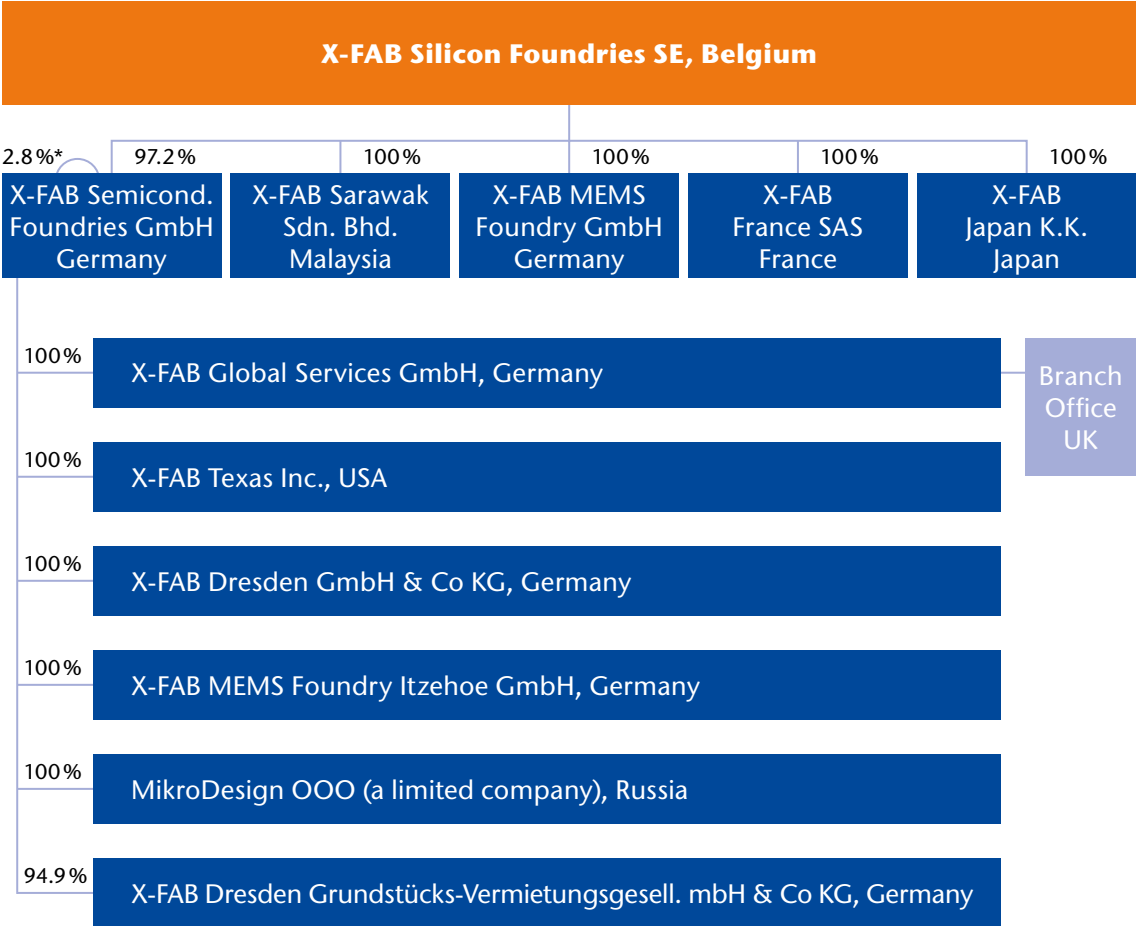 X-FAB Silicon Foundries SE, Belgium
2.8%*
97.2%
100%
100%
100%
100%
X-FAB Semicond.
Foundries GmbH
Germany
X-FAB Sarawak
Sdn. Bhd.
Malaysia
X-FAB MEMS
Foundry GmbH
Germany
X-FAB
France SAS
France
X-FAB
Japan K.K.
Japan
100%
X-FAB Global Services GmbH, Germany
Branch
Office
UK
100%
X-FAB Texas Inc., USA
100%
X-FAB Dresden GmbH & Co KG, Germany
100%
X-FAB MEMS Foundry Itzehoe GmbH, Germany
100%
MikroDesign OOO (a limited company), Russia
94.9%
X-FAB Dresden Grundstücks-Vermietungsgesell. mbH & Co KG, Germany